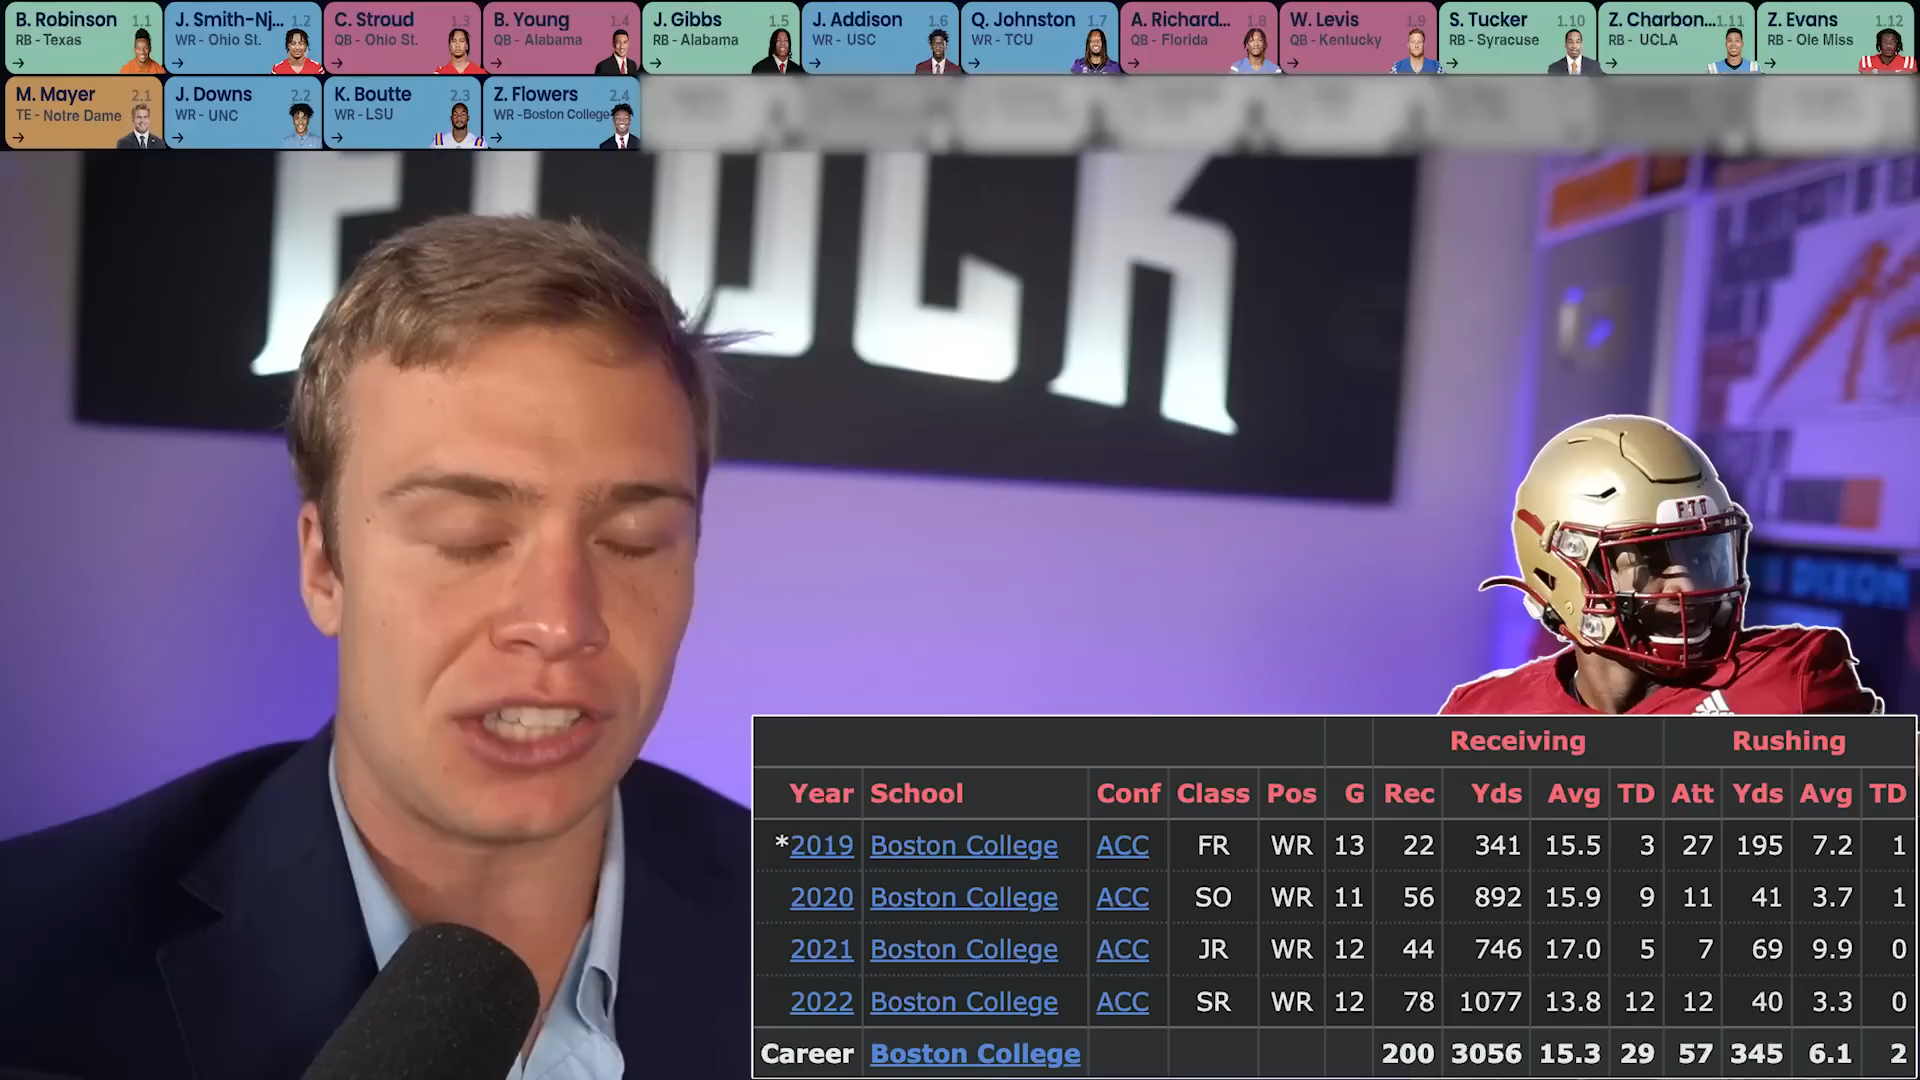 B. Robinson 1.1
RB - Texas
J. Smith-Nj... 1.2
WR - Ohio St.
C. Stroud 1.3
QB - Ohio St.
B. Young 1.4
QB - Alabama
J. Gibbs 1.5
RB - Alabama
J. Addison 1.6
WR - USC
Q. Johnston 1.7
WR - TCU
A. Richard... 1.8
QB - Florida
W. Levis 1.9
QB - Kentucky
S. Tucker 1.10
RB - Syracuse
Z. Charbon... 1.11
RB - UCLA
Z. Evans 1.12
RB - Ole Miss
M. Mayer 2.1
TE - Notre Dame
J. Downs 2.2
WR - UNC
K. Boutte 2.3
WR - LSU
Z. Flowers 2.4
WR - Boston College
FLOCK
DIXON
Receiving Rushing
Year School Conf Class Pos G Rec Yds Avg TD Att Yds Avg TD
*2019 Boston College ACC FR WR 13 22 341 15.5 3 27 195 7.2 1
2020 Boston College ACC SO WR 11 56 892 15.9 9 11 41 3.7 1
2021 Boston College ACC JR WR 12 44 746 17.0 5 7 69 9.9 0
2022 Boston College ACC SR WR 12 78 1077 13.8 12 12 40 3.3 0
Career Boston College 200 3056 15.3 29 57 345 6.1 2